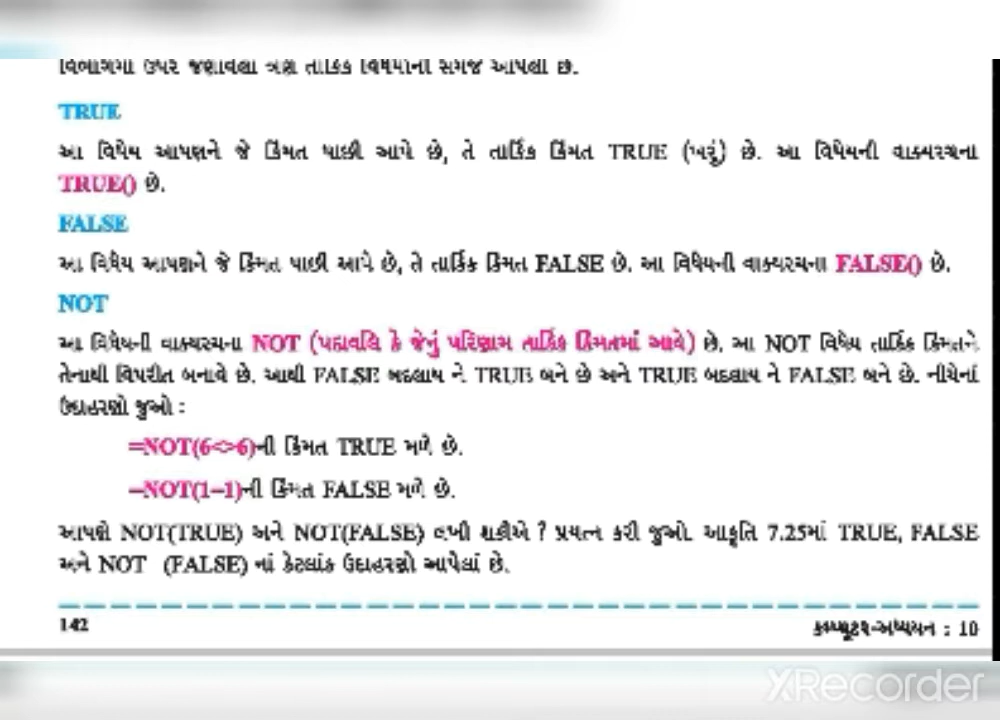 વિભાગમાં ઉપર જણાવેલા ત્રણ તાર્કિક વિધેયોની સમજ આપેલી છે.
TRUE
આ વિધેય આપણને જે કિંમત પાછી આપે છે, તે તાર્કિક કિંમત TRUE (ખરું) છે. આ વિધેયની વાક્યરચના
TRUE() છે.
FALSE
આ વિધેય આપણને જે કિંમત પાછી આપે છે, તે તાર્કિક કિંમત FALSE છે. આ વિધેયની વાક્યરચના FALSE() છે.
NOT
આ વિધેયની વાક્યરચના NOT (પદાવલિ કે જેનું પરિણામ તાર્કિક કિંમતમાં આવે) છે. આ NOT વિધેય તાર્કિક કિંમતને
તેનાથી વિપરીત બનાવે છે. આથી FALSE બદલાય ને TRUE બને છે અને TRUE બદલાય ને FALSE બને છે. નીચેનાં
ઉદાહરણો જુઓ :
=NOT(6<>6)ની કિંમત TRUE મળે છે.
=NOT(1=1)ની કિંમત FALSE મળે છે.
આપણે NOT(TRUE) અને NOT(FALSE) લખી શકીએ ? પ્રયત્ન કરી જુઓ. આકૃતિ 7.25માં TRUE, FALSE
અને NOT (FALSE) નાં કેટલાંક ઉદાહરણો આપેલાં છે.
142
કમ્પ્યૂટર-અધ્યયન : 10
XRecorder